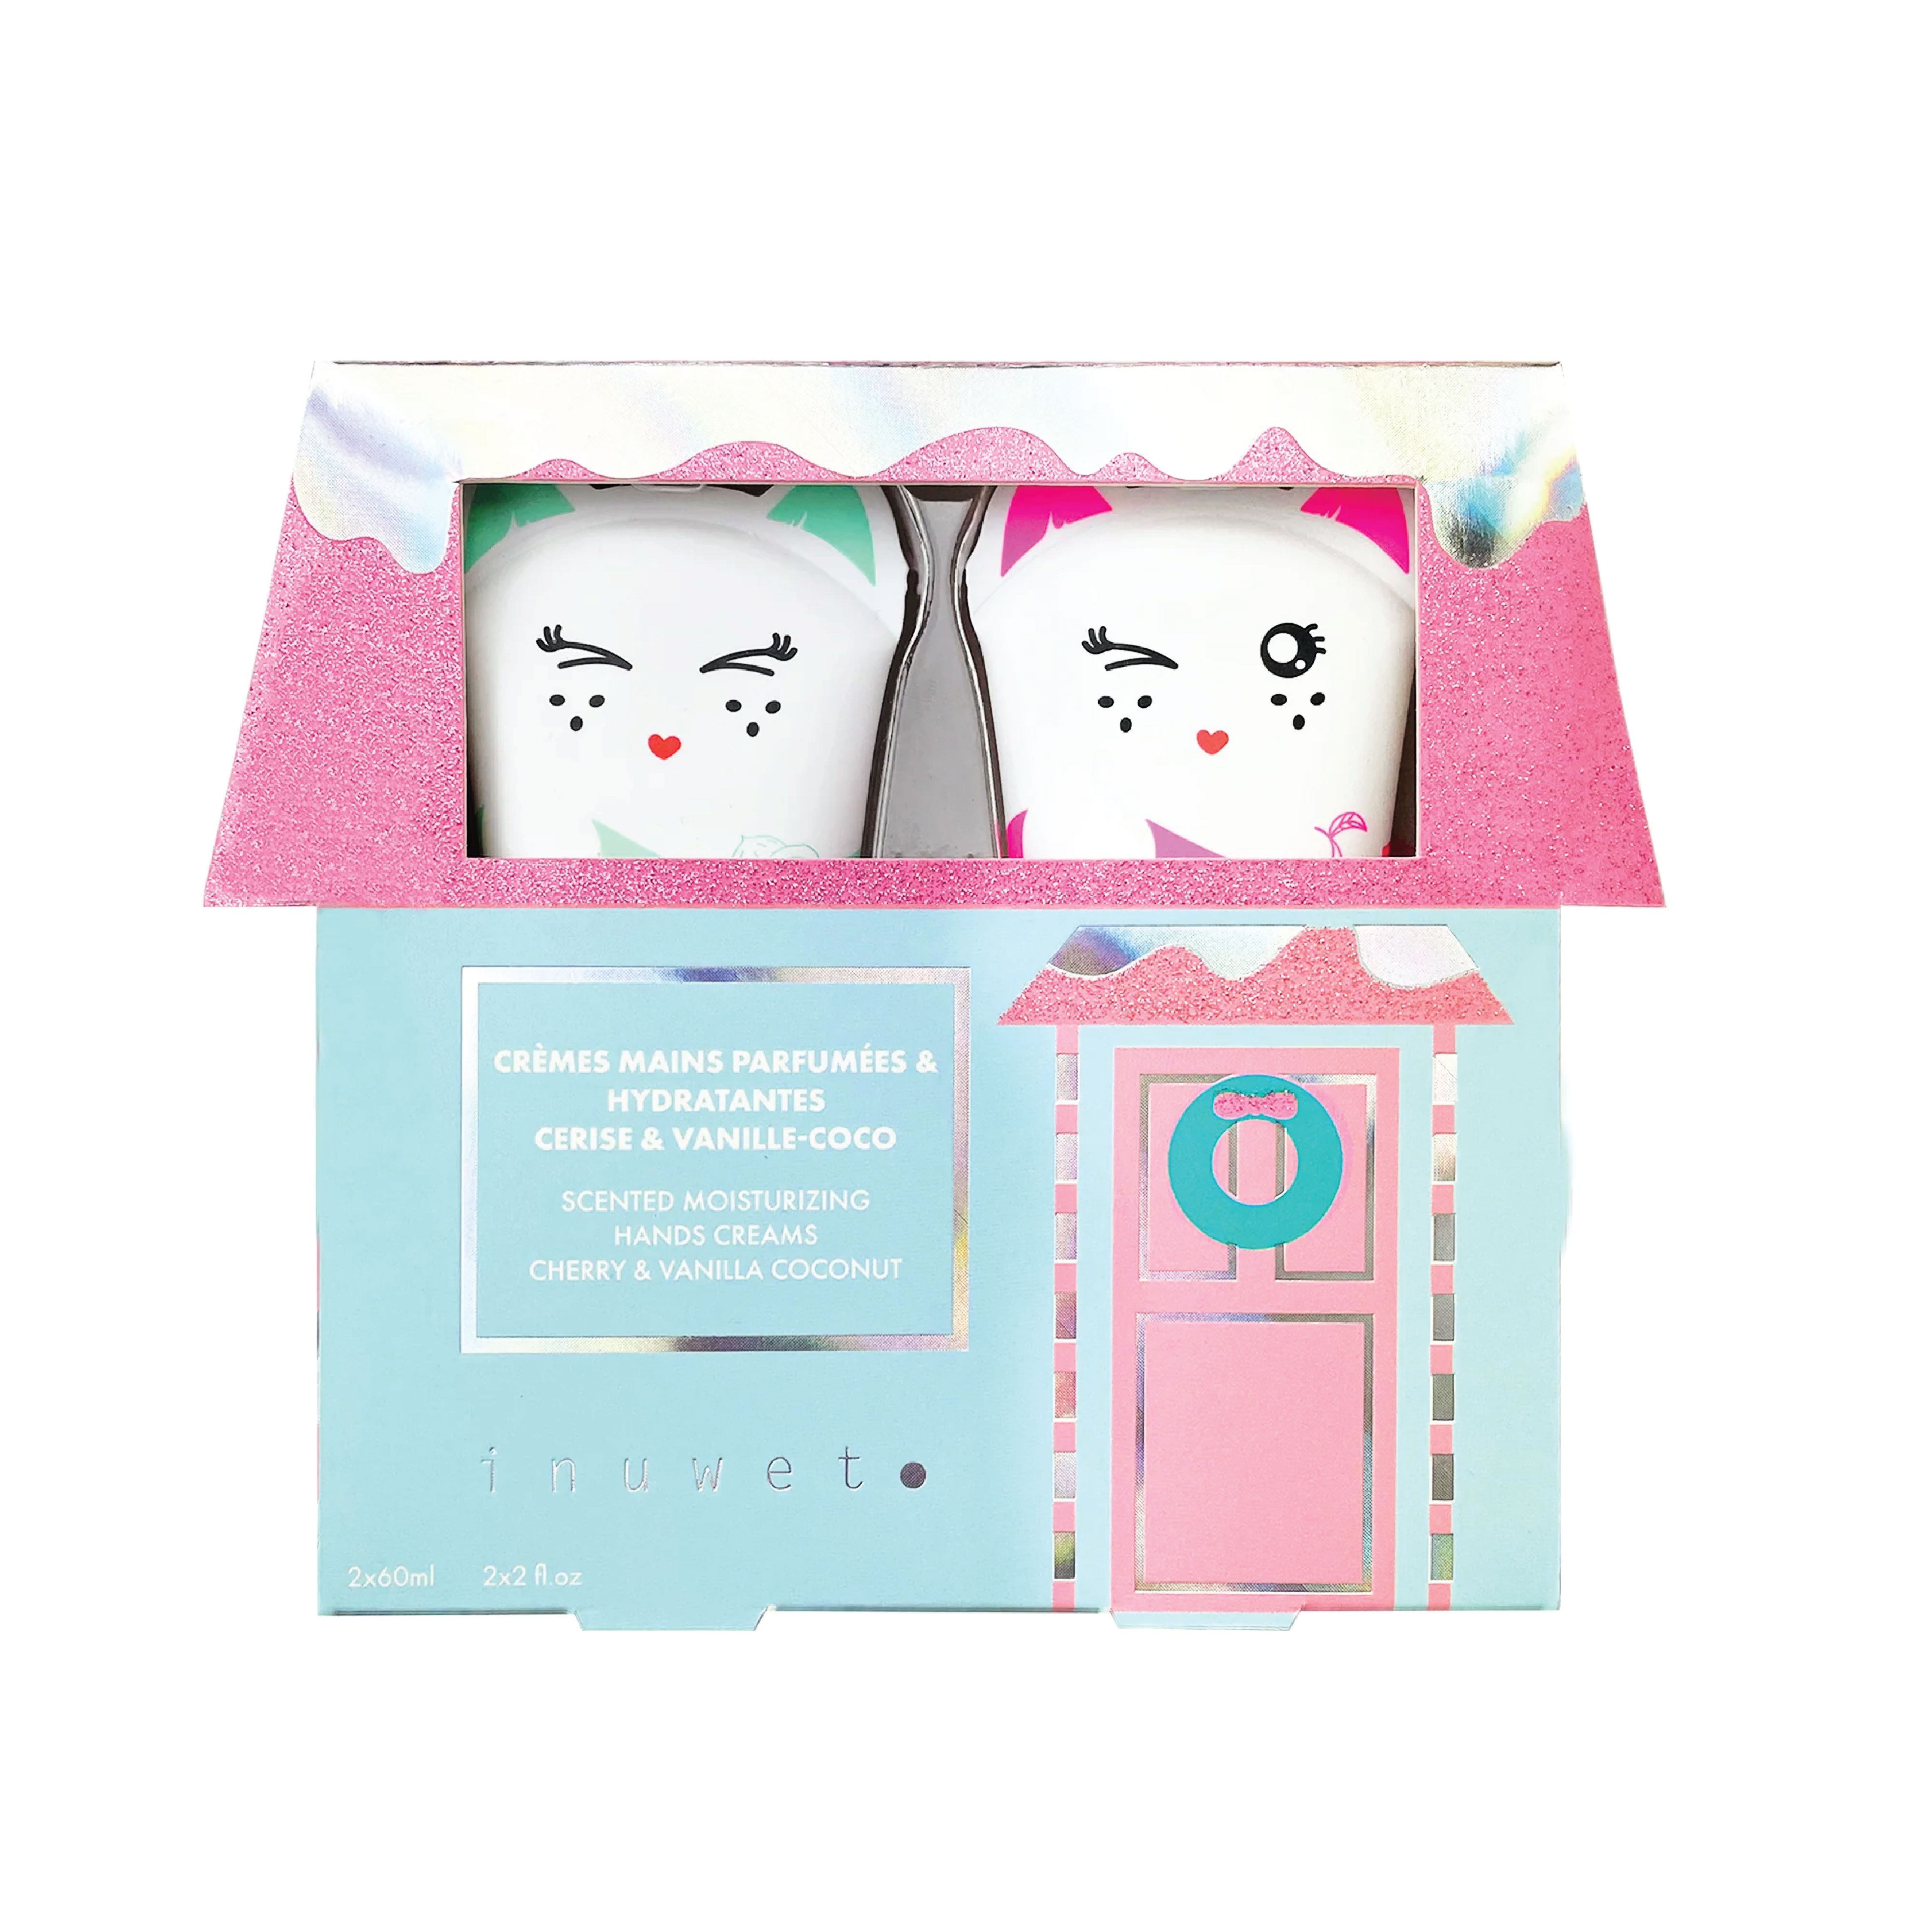 CRÈMES MAINS PARFUMÉES &
HYDRATANTES
CERISE & VANILLE-COCO
SCENTED MOISTURIZING
HANDS CREAMS
CHERRY & VANILLA COCONUT
inuwet
2x60ml 2x2 fl.oz